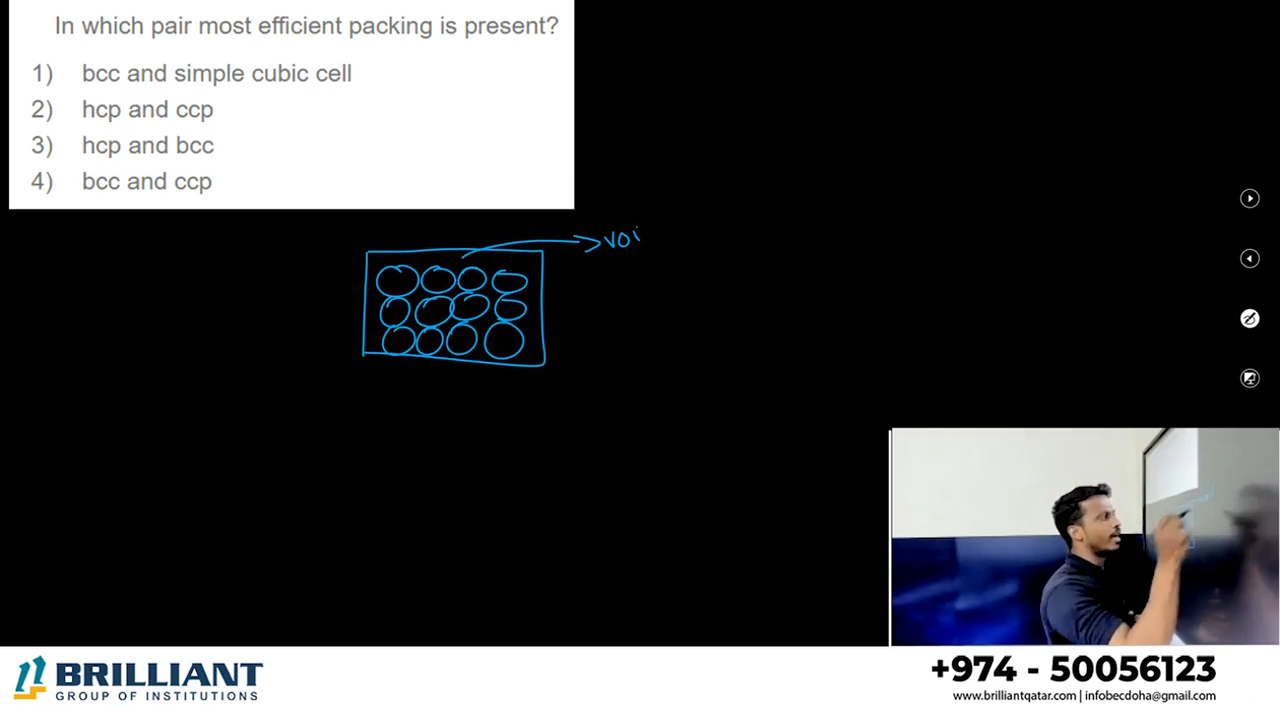 In which pair most efficient packing is present?
1) bcc and simple cubic cell
2) hcp and ccp
3) hcp and bcc
4) bcc and ccp
voi
BRILLIANT
GROUP OF INSTITUTIONS
+974 - 50056123
www.brilliantqatar.com | infobecdoha@gmail.com